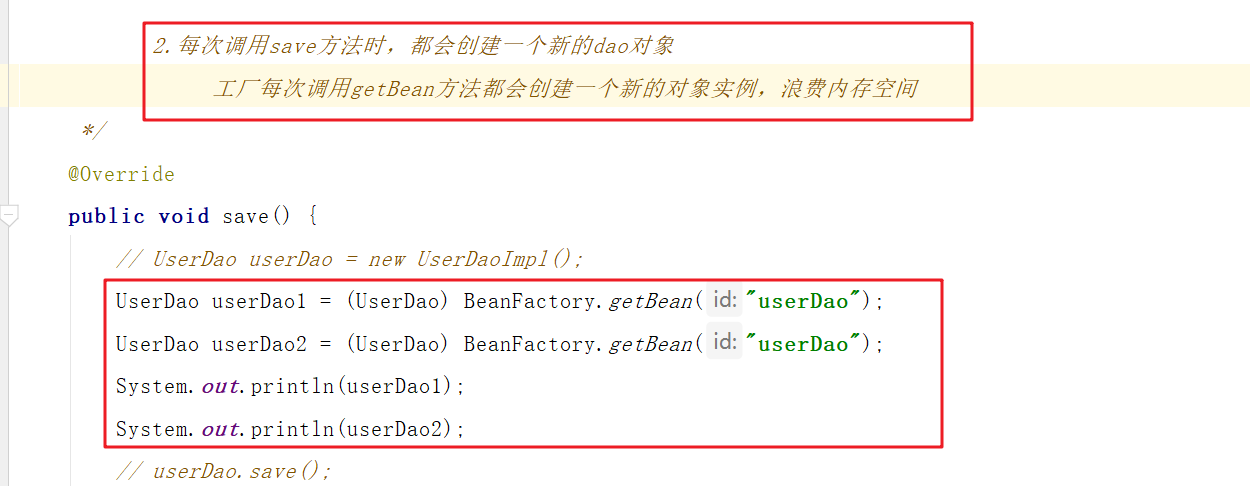 2.每次调用save方法时，都会创建一个新的dao对象
工厂每次调用getBean方法都会创建一个新的对象实例，浪费内存空间
*/
@Override
public void save() {
// UserDao userDao = new UserDaoImpl();
UserDao userDao1 = (UserDao) BeanFactory.getBean( id: "userDao");
UserDao userDao2 = (UserDao) BeanFactory.getBean( id: "userDao");
System.out.println(userDao1);
System.out.println(userDao2);
// userDao.save();